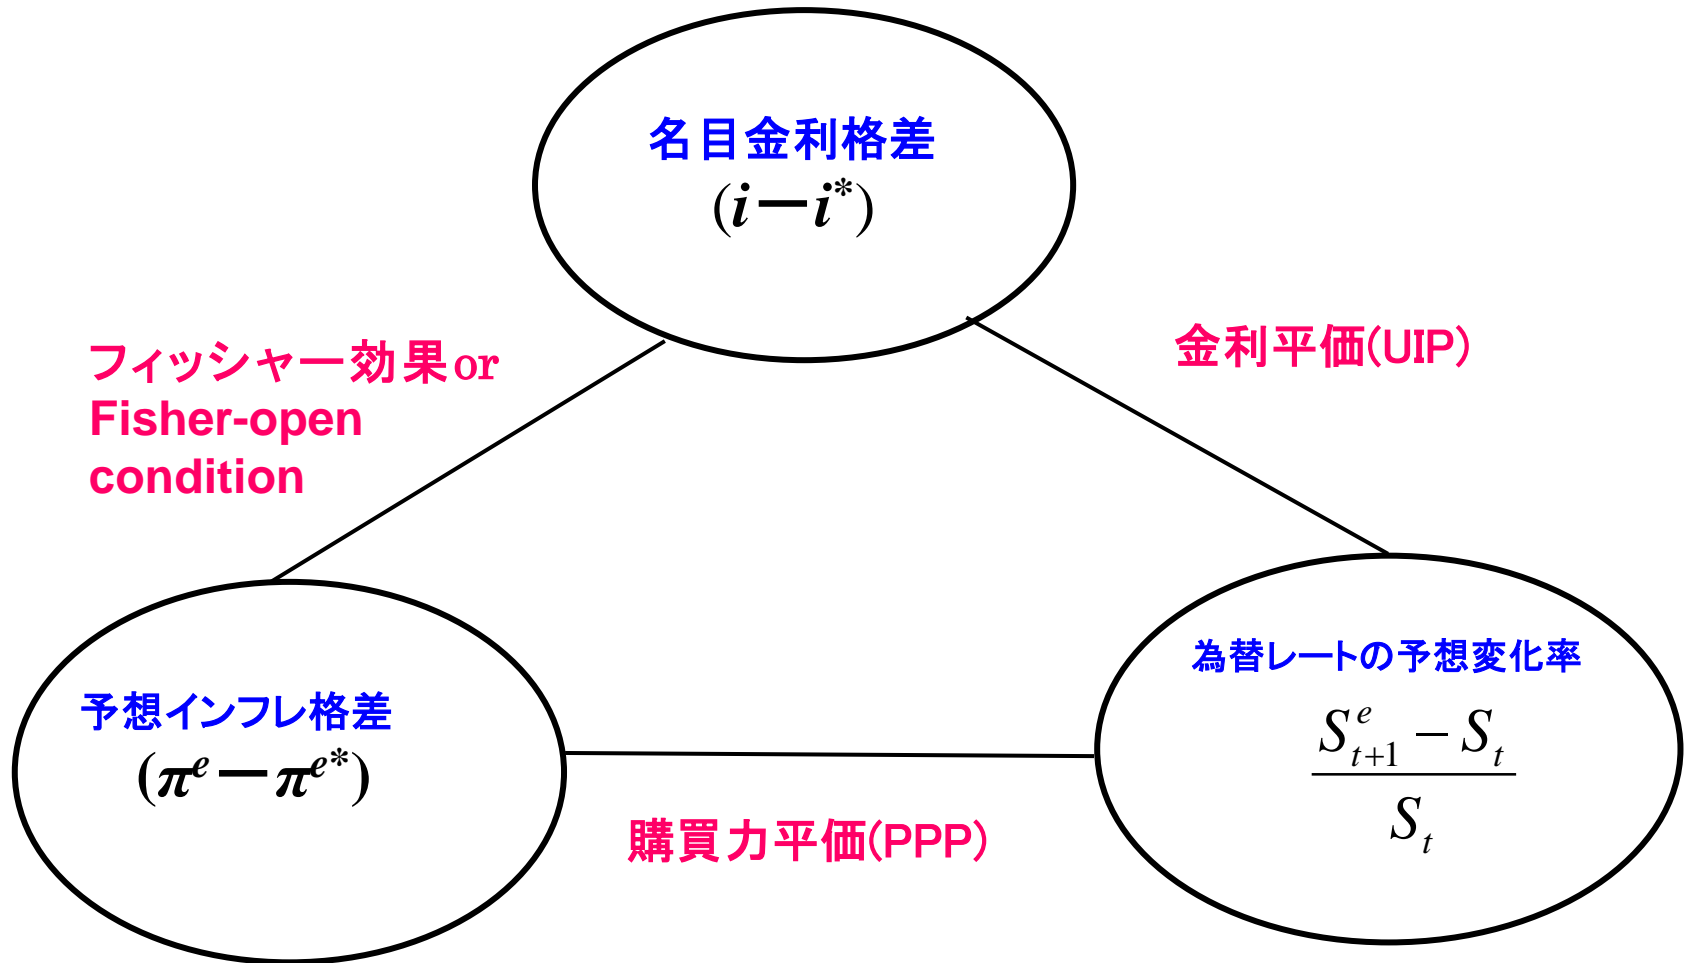 名目金利格差
(i－i*)
フィッシャー効果or
Fisher-open
condition
金利平価(UIP)
予想インフレ格差
(π^e－π^e*)
為替レートの予想変化率
\frac{S^e_{t+1} − S_t}{S_t}
購買力平価(PPP)